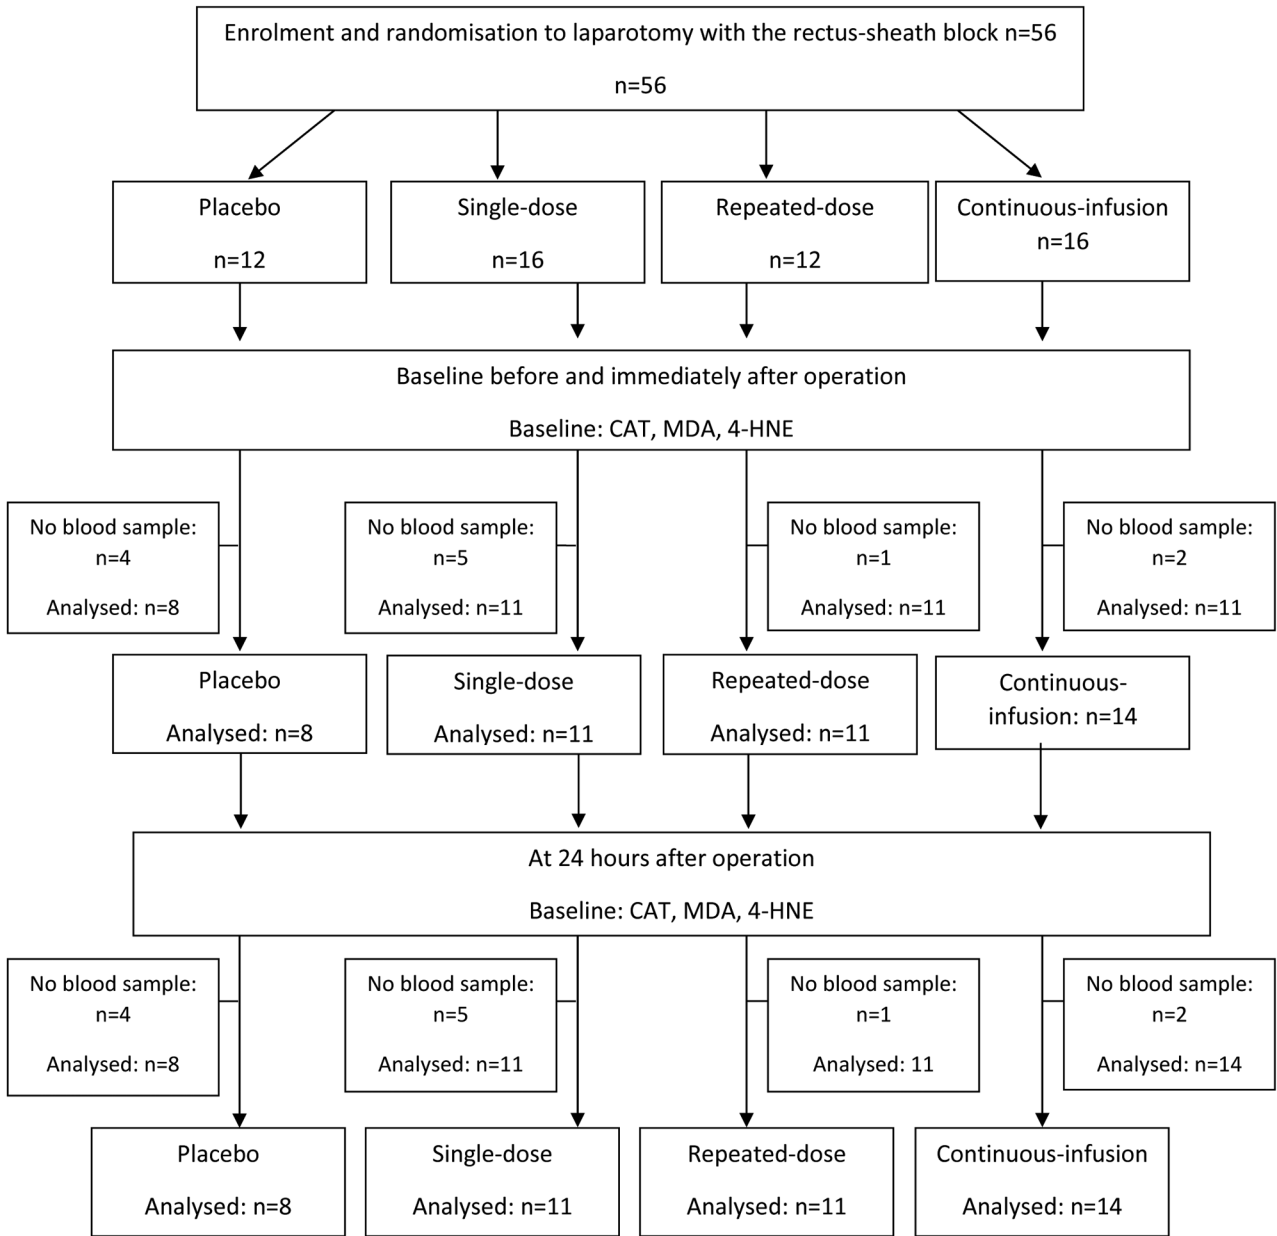 Enrolment and randomisation to laparotomy with the rectus-sheath block n=56
n=56
Placebo
n=12
Single-dose
n=16
Repeated-dose
n=12
Continuous-infusion
n=16
Baseline before and immediately after operation
Baseline: CAT, MDA, 4-HNE
No blood sample:
n=4
Analysed: n=8
No blood sample:
n=5
Analysed: n=11
No blood sample:
n=1
Analysed: n=11
No blood sample:
n=2
Analysed: n=11
Placebo
Analysed: n=8
Single-dose
Analysed: n=11
Repeated-dose
Analysed: n=11
Continuous-
infusion: n=14
At 24 hours after operation
Baseline: CAT, MDA, 4-HNE
No blood sample:
n=4
Analysed: n=8
No blood sample:
n=5
Analysed: n=11
No blood sample:
n=1
Analysed: 11
No blood sample:
n=2
Analysed: n=14
Placebo
Analysed: n=8
Single-dose
Analysed: n=11
Repeated-dose
Analysed: n=11
Continuous-infusion
Analysed: n=14